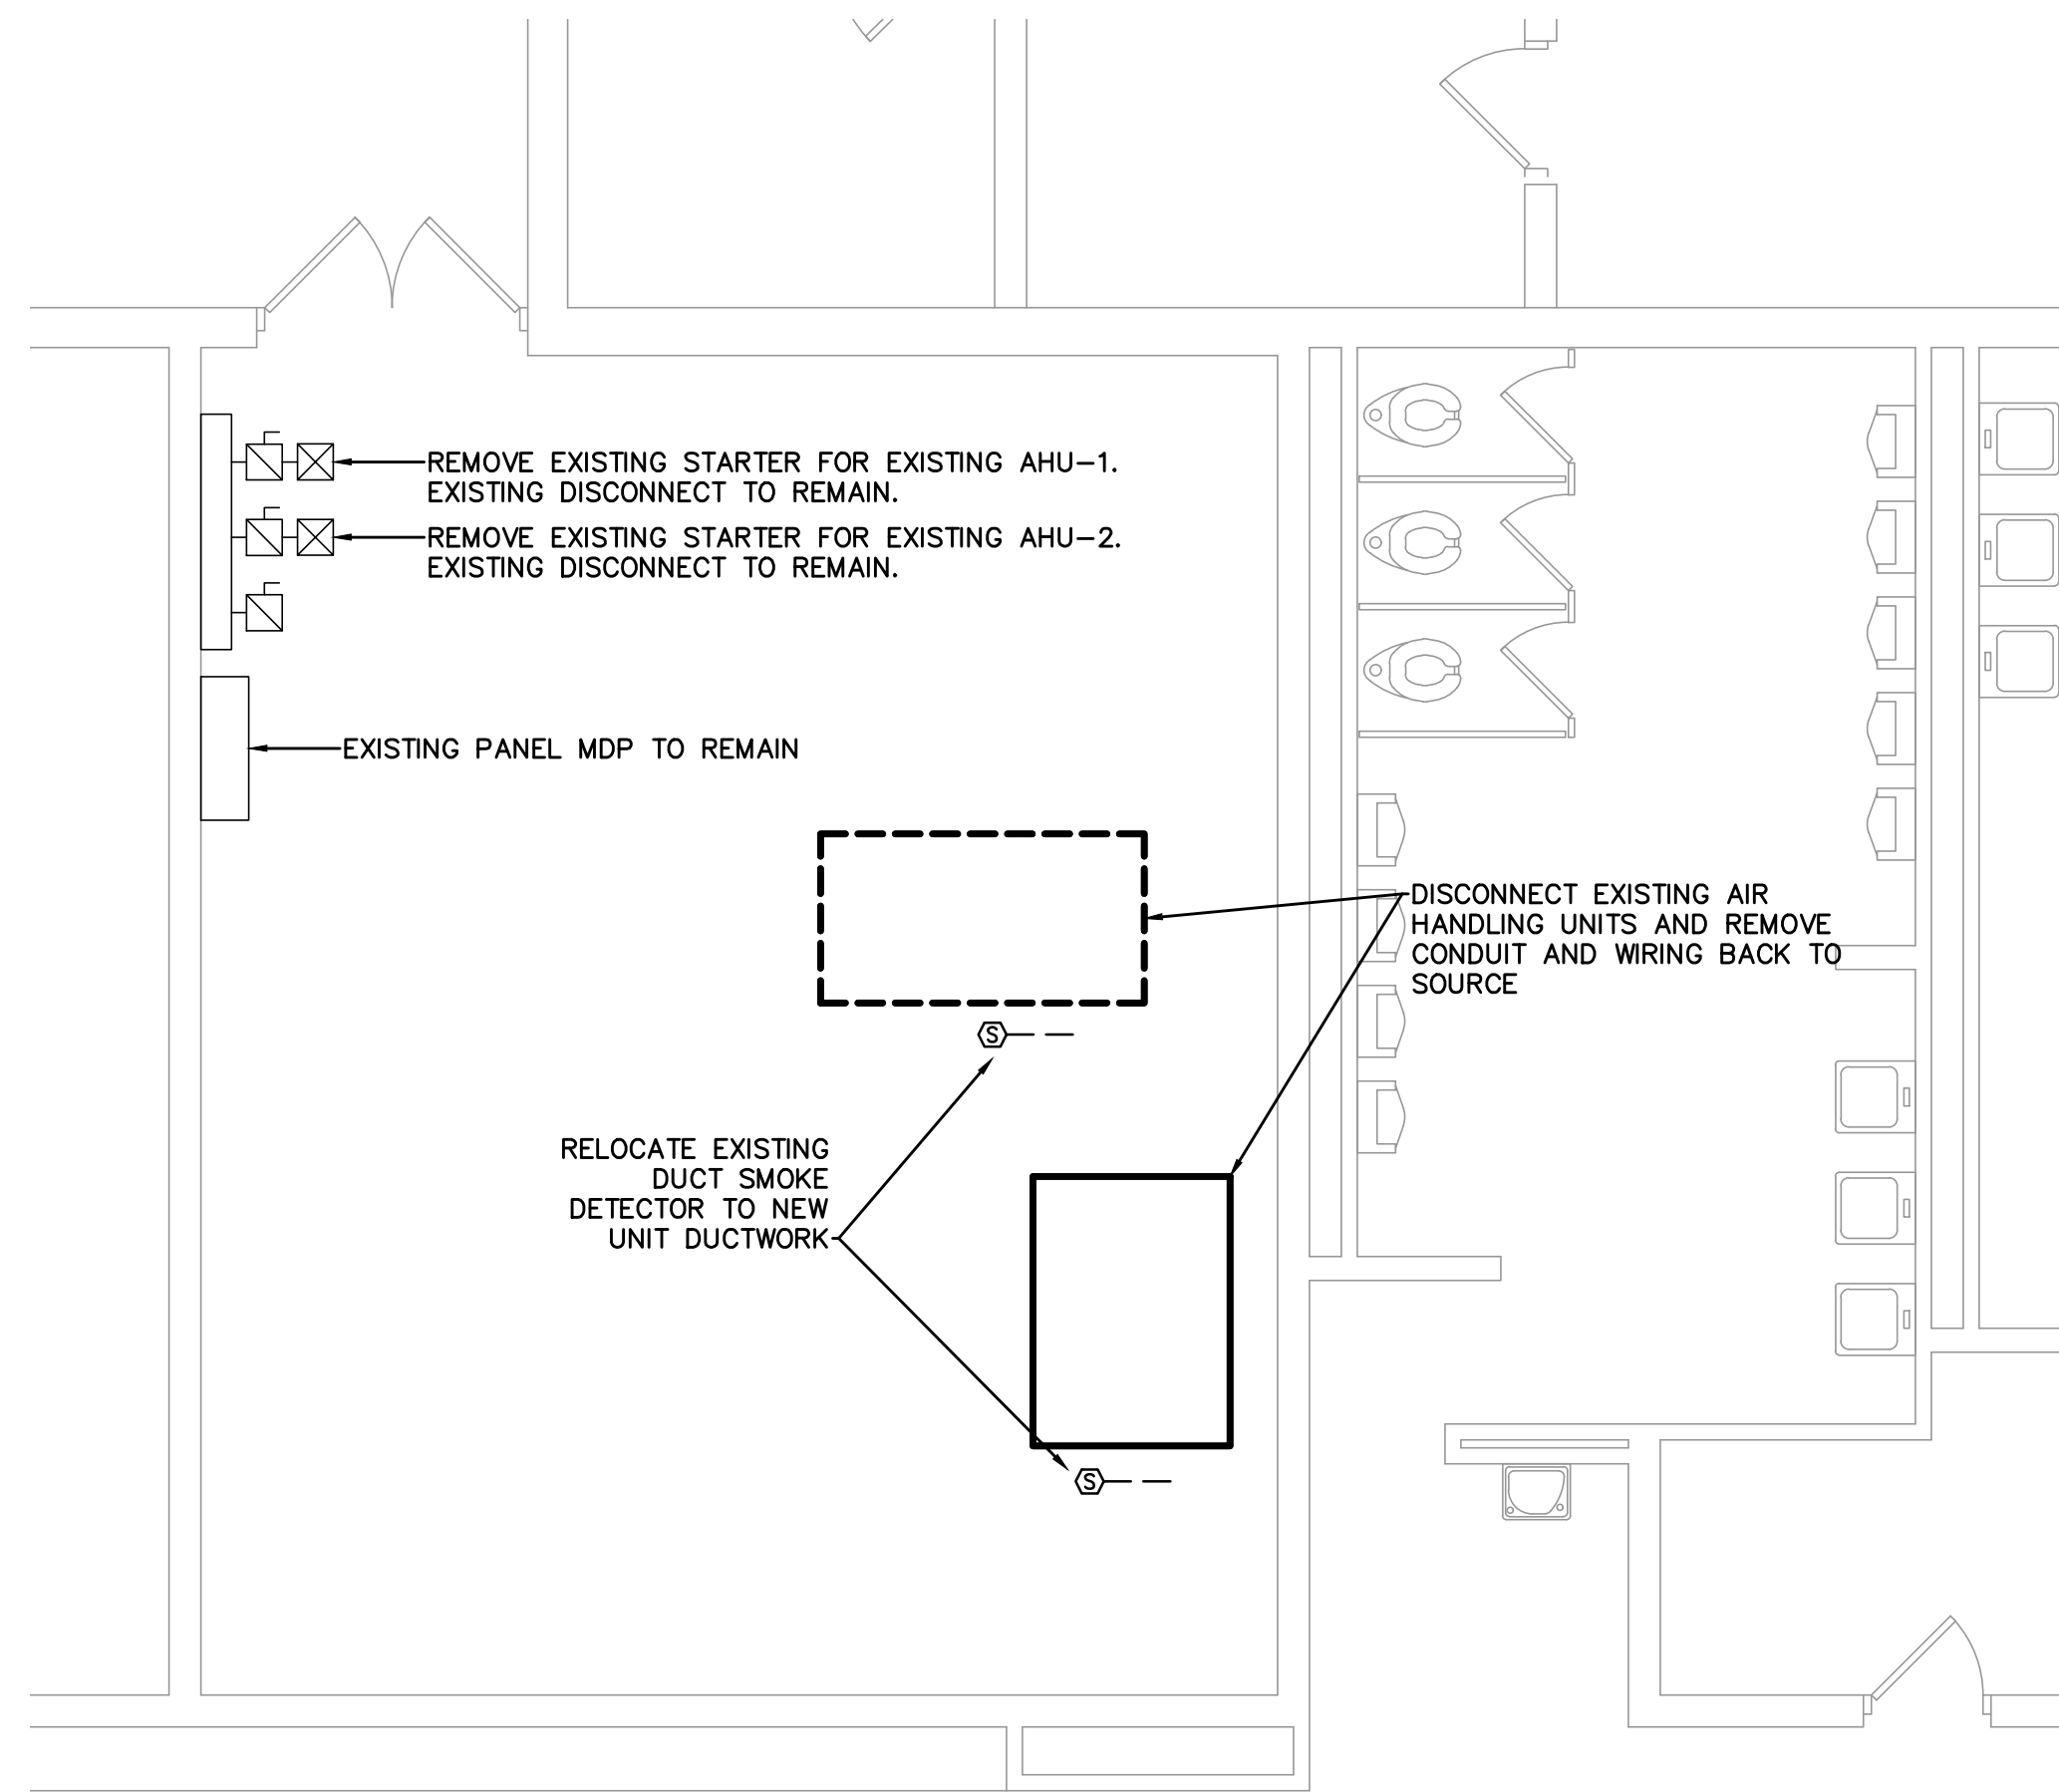 REMOVE EXISTING STARTER FOR EXISTING AHU-1.
EXISTING DISCONNECT TO REMAIN.
REMOVE EXISTING STARTER FOR EXISTING AHU-2.
EXISTING DISCONNECT TO REMAIN.
EXISTING PANEL MDP TO REMAIN
DISCONNECT EXISTING AIR
HANDLING UNITS AND REMOVE
CONDUIT AND WIRING BACK TO
SOURCE
S
RELOCATE EXISTING
DUCT SMOKE
DETECTOR TO NEW
UNIT DUCTWORK
S